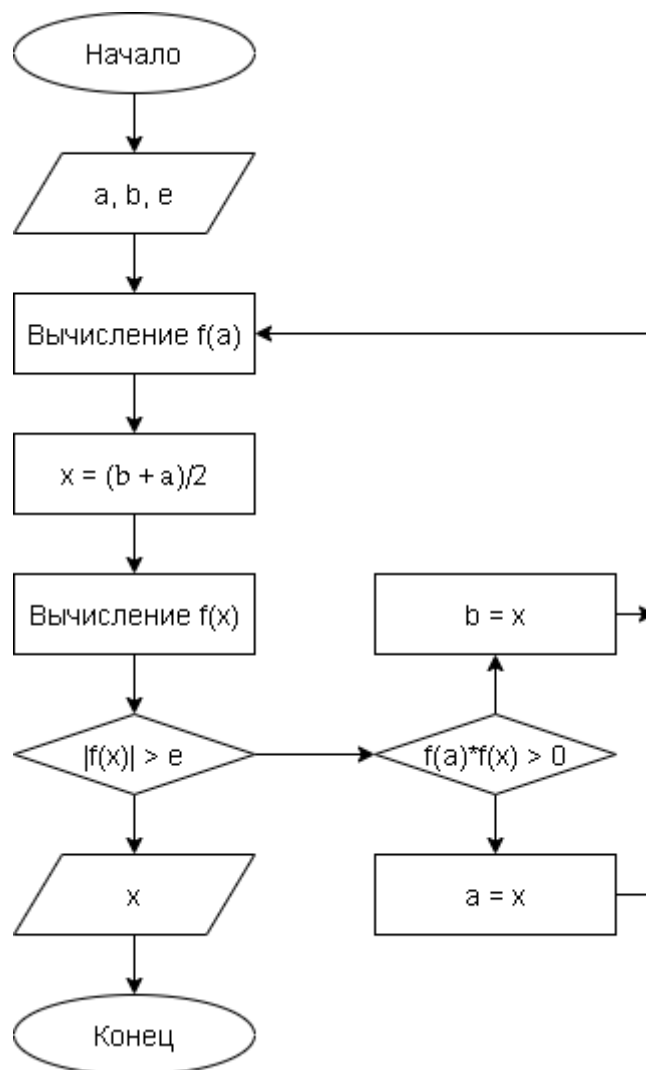 Начало
a, b, e
Вычисление f(a)
x = (b + a)/2
Вычисление f(x)
b = x
|f(x)| > e
f(a)*f(x) > 0
x
a = x
Конец